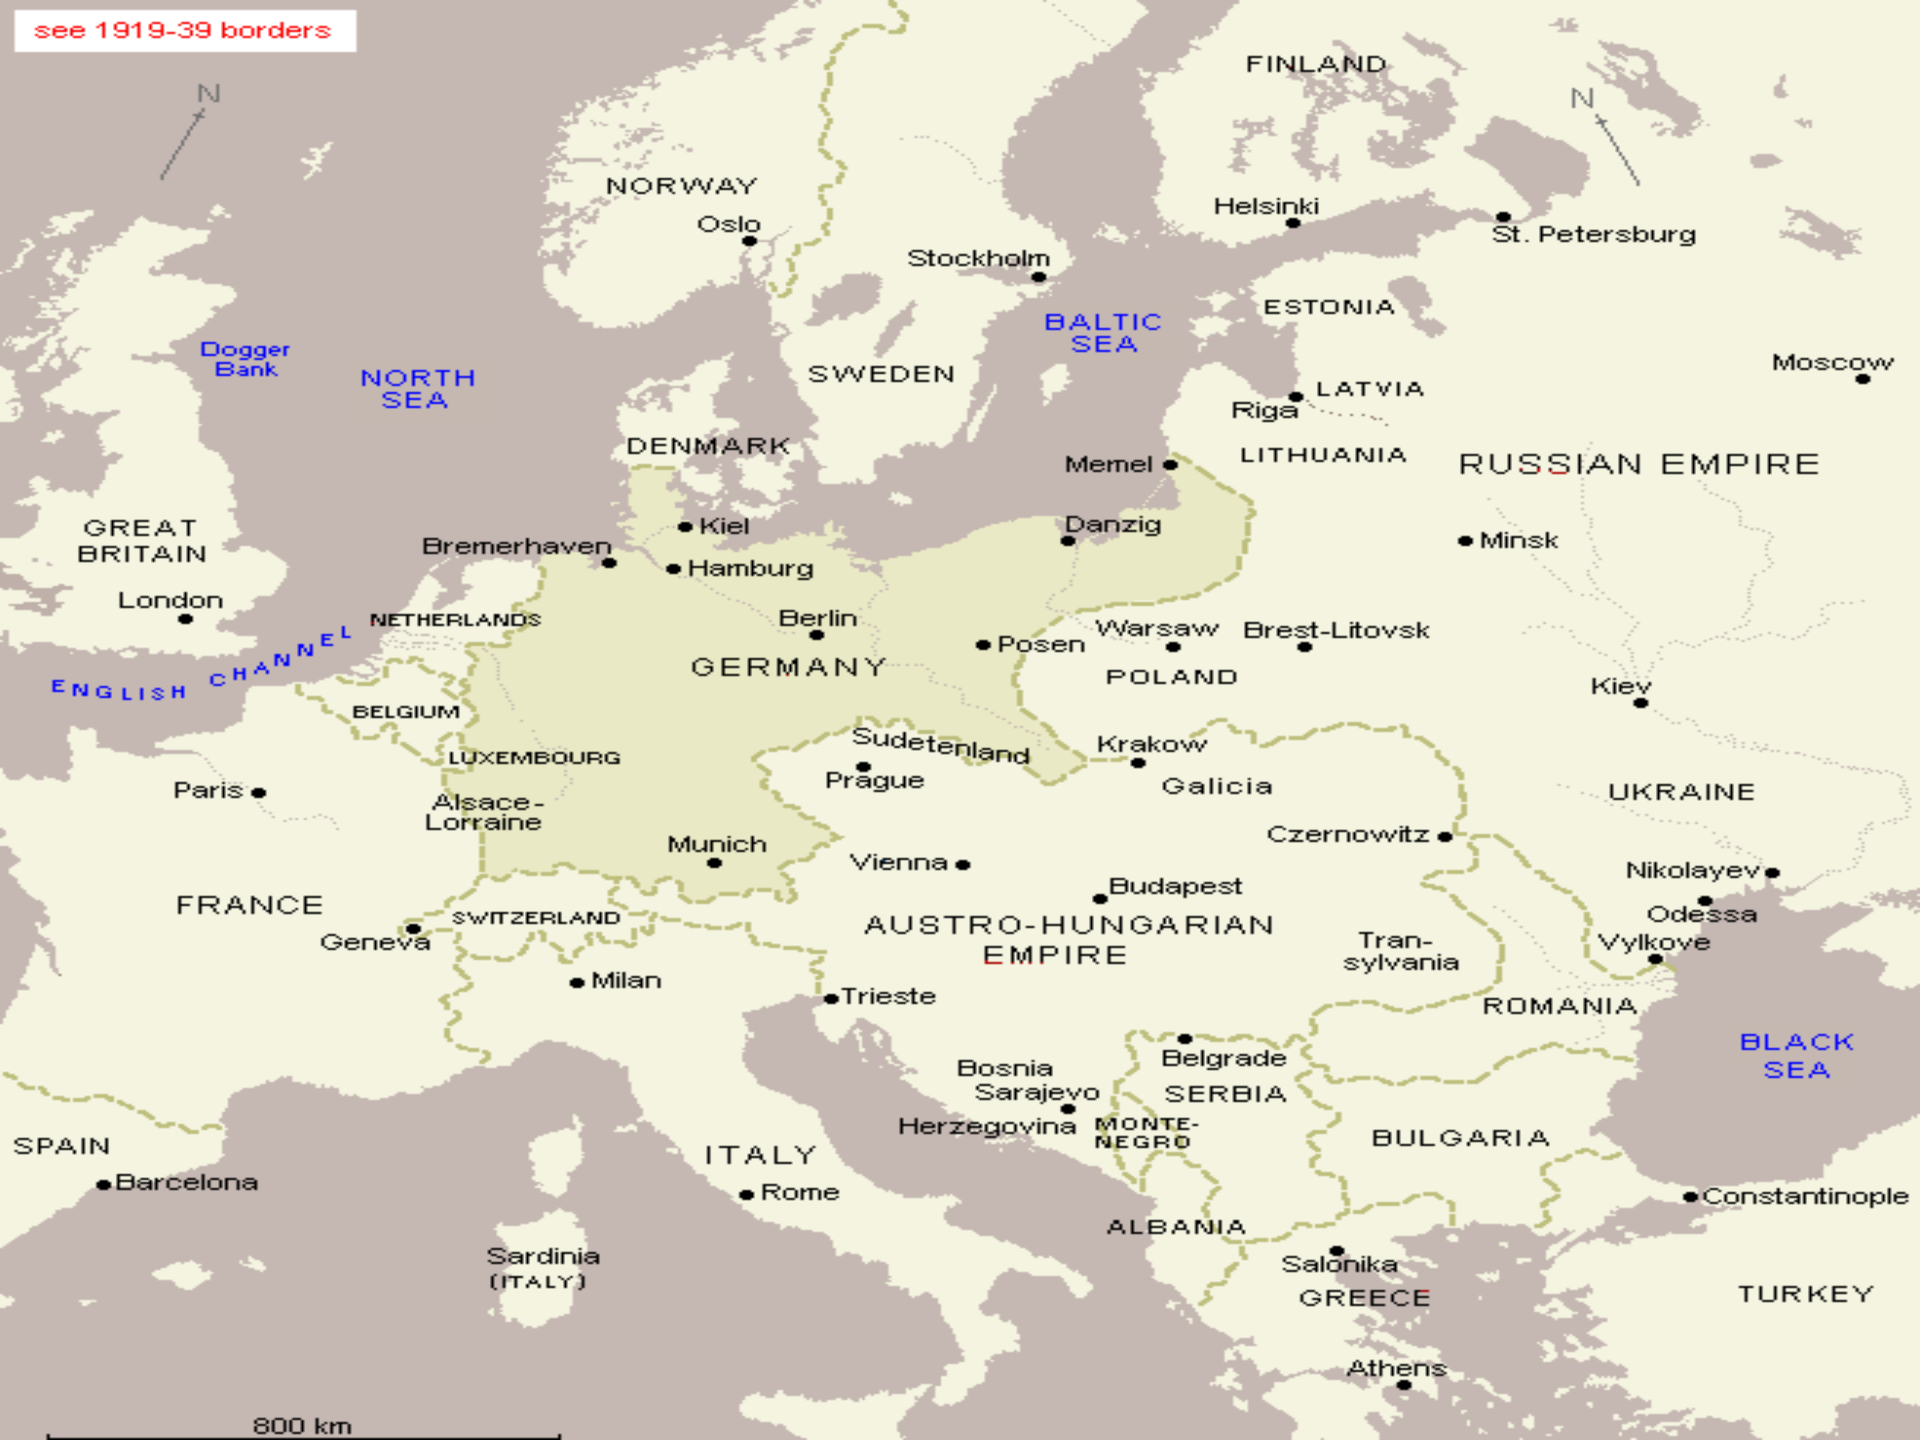 see 1919-39 borders
N
FINLAND
N
NORWAY
Oslo
Helsinki
St. Petersburg
Stockholm
ESTONIA
BALTIC
SEA
Dogger
Bank
NORTH
SEA
SWEDEN
Moscow
LATVIA
Riga
DENMARK
Memel
LITHUANIA
RUSSIAN EMPIRE
GREAT
BRITAIN
Kiel
Danzig
Bremerhaven
Minsk
Hamburg
London
NETHERLANDS
Berlin
Warsaw
Brest-Litovsk
Posen
ENGLISH CHANNEL
GERMANY
POLAND
Kiev
BELGIUM
Sudetenland
Krakow
LUXEMBOURG
Prague
Galicia
Paris
UKRAINE
Alsace-
Lorraine
Czernowitz
Munich
Vienna
Nikolayev
Budapest
FRANCE
SWITZERLAND
Odessa
AUSTRO-HUNGARIAN
EMPIRE
Geneva
Tran-
sylvania
Vylkove
Milan
Trieste
ROMANIA
BLACK
SEA
Belgrade
Bosnia
Sarajevo
SERBIA
Herzegovina
MONTE-
NEGRO
SPAIN
ITALY
BULGARIA
Barcelona
Rome
Constantinople
ALBANIA
Sardinia
(ITALY)
Salonika
GREECE
TURKEY
Athens
800 km